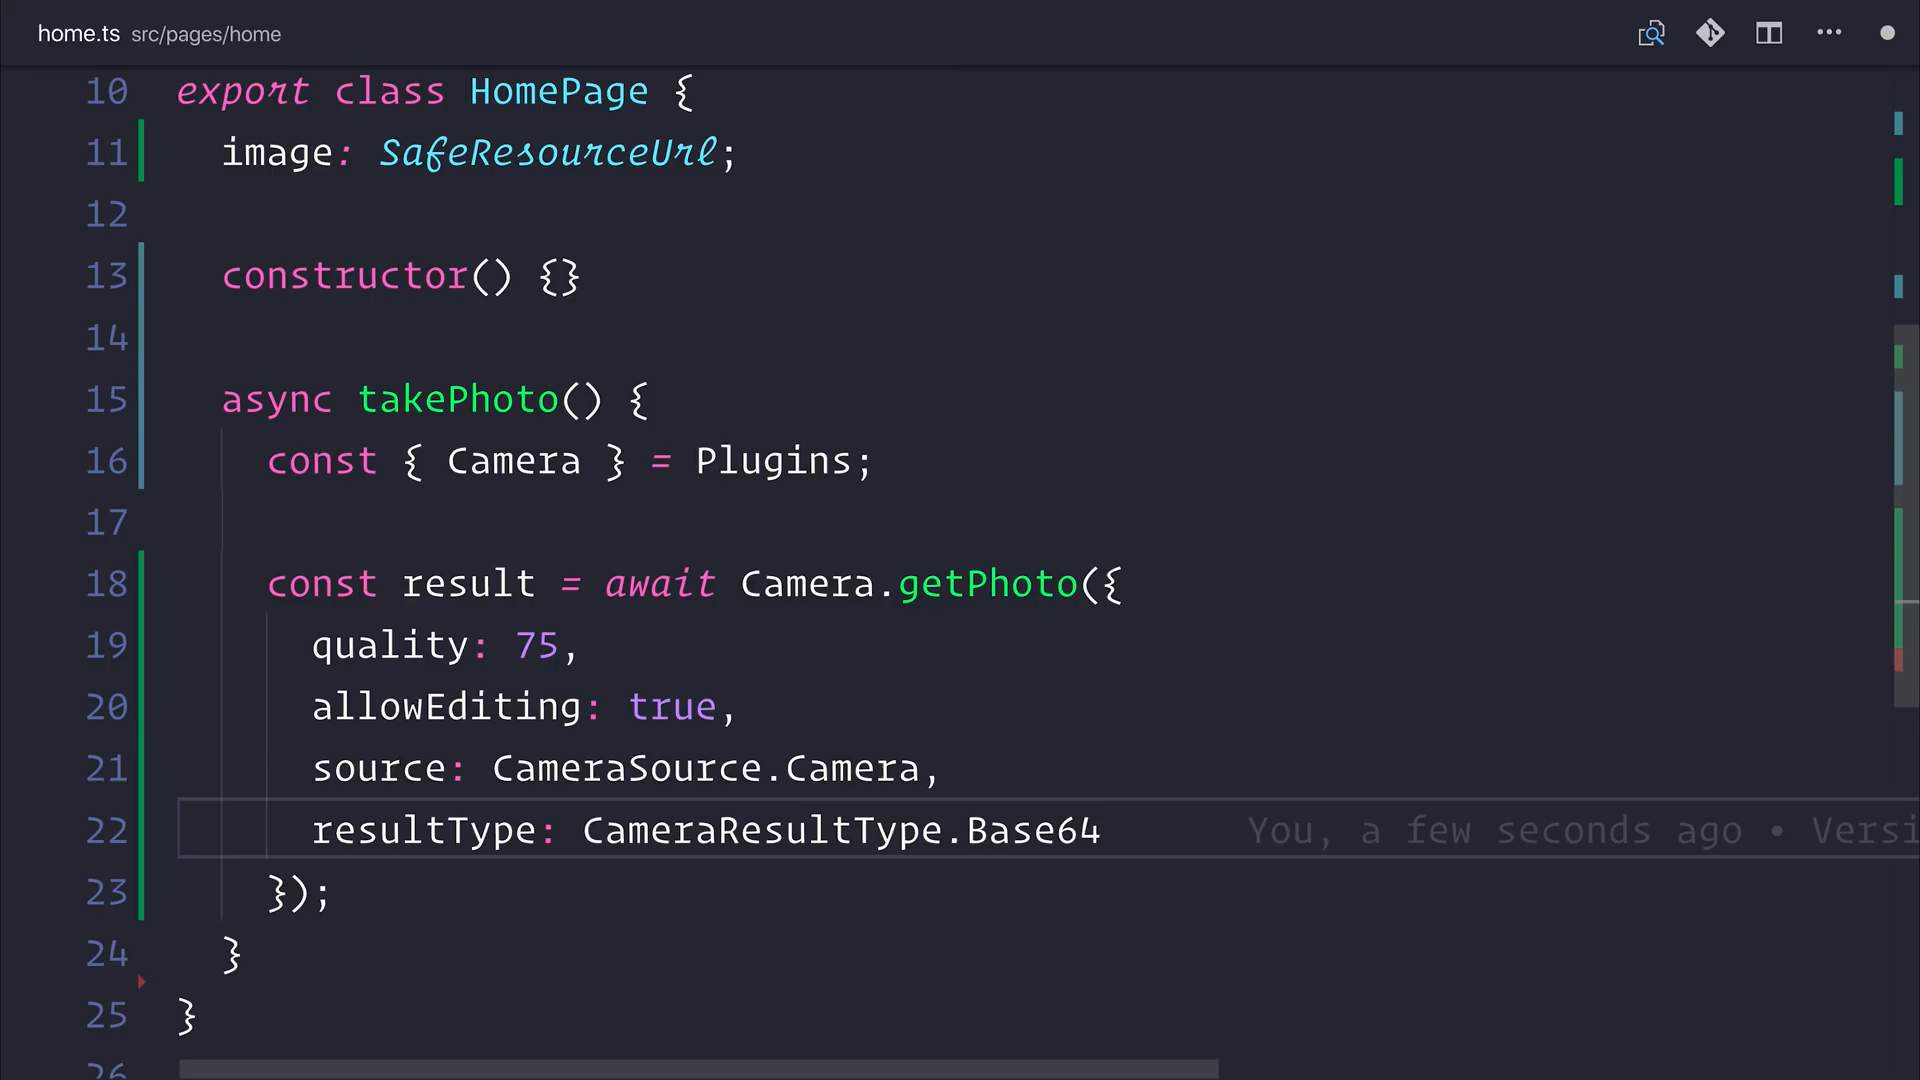 home.ts src/pages/home
10 export class HomePage {
11 image: SafeResourceUrl;
12
13 constructor() {}
14
15 async takePhoto() {
16 const { Camera } = Plugins;
17
18 const result = await Camera.getPhoto({
19 quality: 75,
20 allowEditing: true,
21 source: CameraSource.Camera,
22 resultType: CameraResultType.Base64 You, a few seconds ago • Versi
23 });
24 }
25 }
26